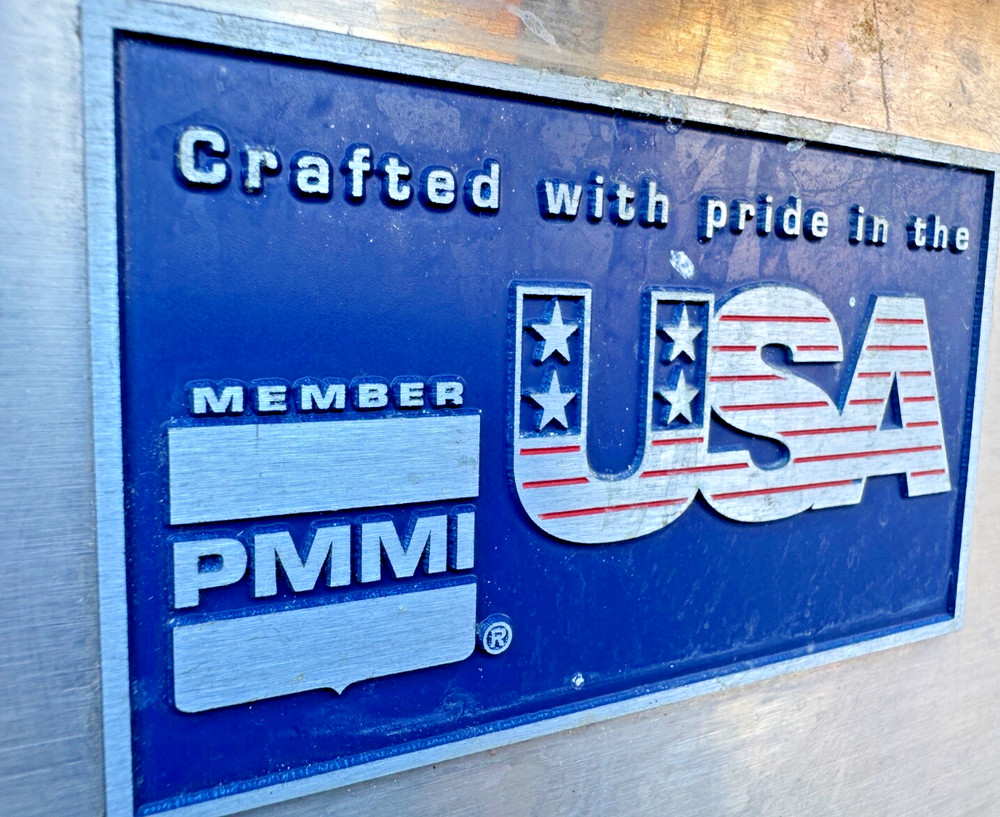 Crafted with pride in the
USA
MEMBER
PMMI
®